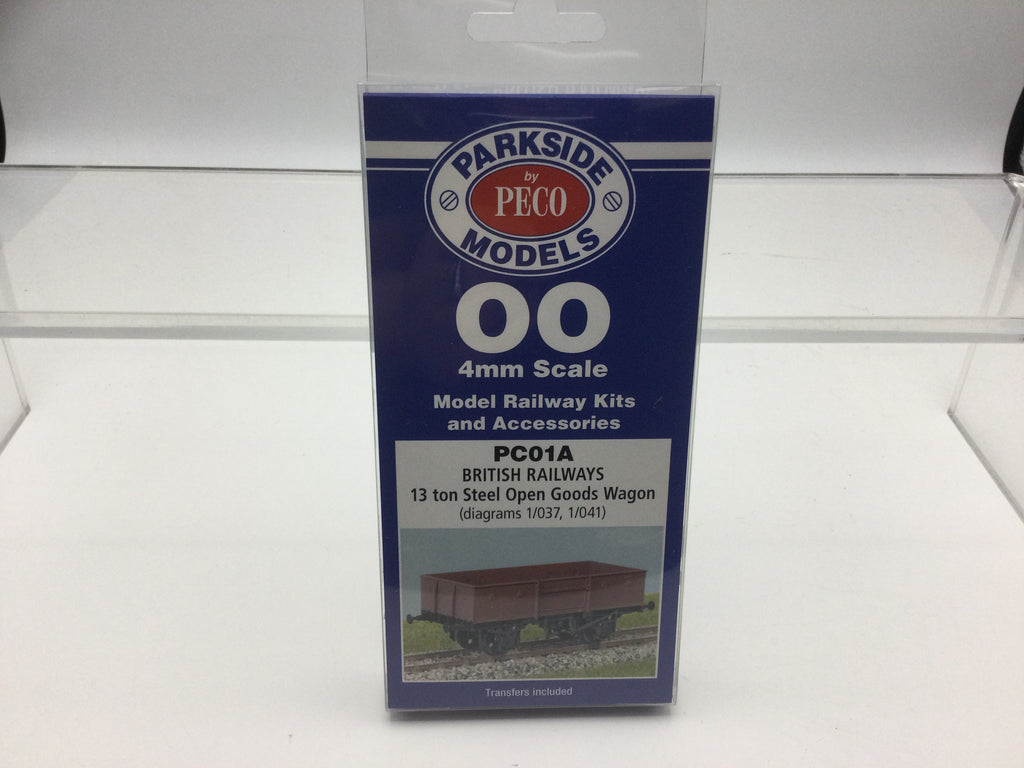 PARKSIDE
by
PECO
MODELS
OO
4mm Scale
Model Railway Kits
and Accessories
PC01A
BRITISH RAILWAYS
13 ton Steel Open Goods Wagon
(diagrams 1/037, 1/041)
Transfers included